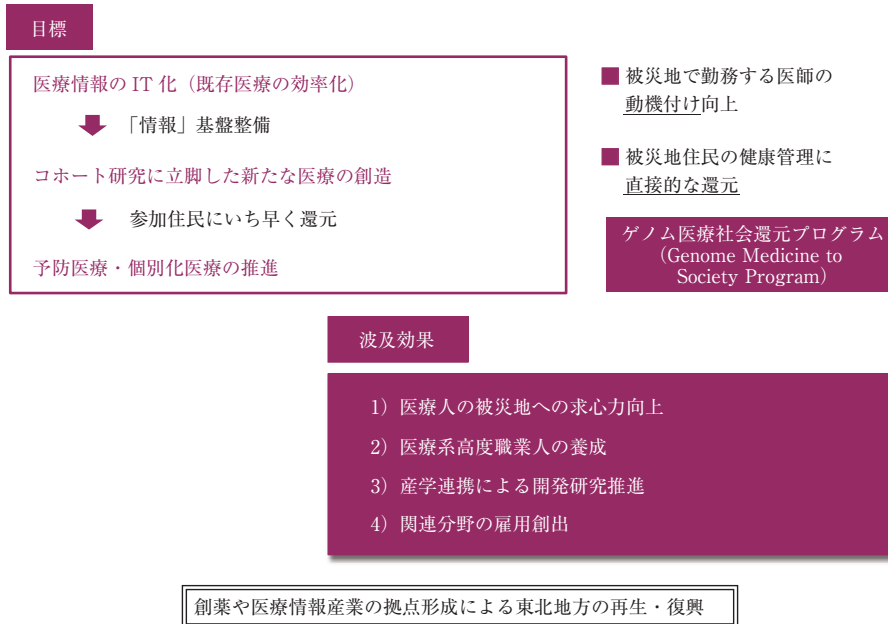 目標
医療情報の IT 化（既存医療の効率化）
「情報」基盤整備
コホート研究に立脚した新たな医療の創造
参加住民にいち早く還元
予防医療・個別化医療の推進
■ 被災地で勤務する医師の
動機付け向上
■ 被災地住民の健康管理に
直接的な還元
ゲノム医療社会還元プログラム
（Genome Medicine to
Society Program）
波及効果
1）医療人の被災地への求心力向上
2）医療系高度職業人の養成
3）産学連携による開発研究推進
4）関連分野の雇用創出
創薬や医療情報産業の拠点形成による東北地方の再生・復興